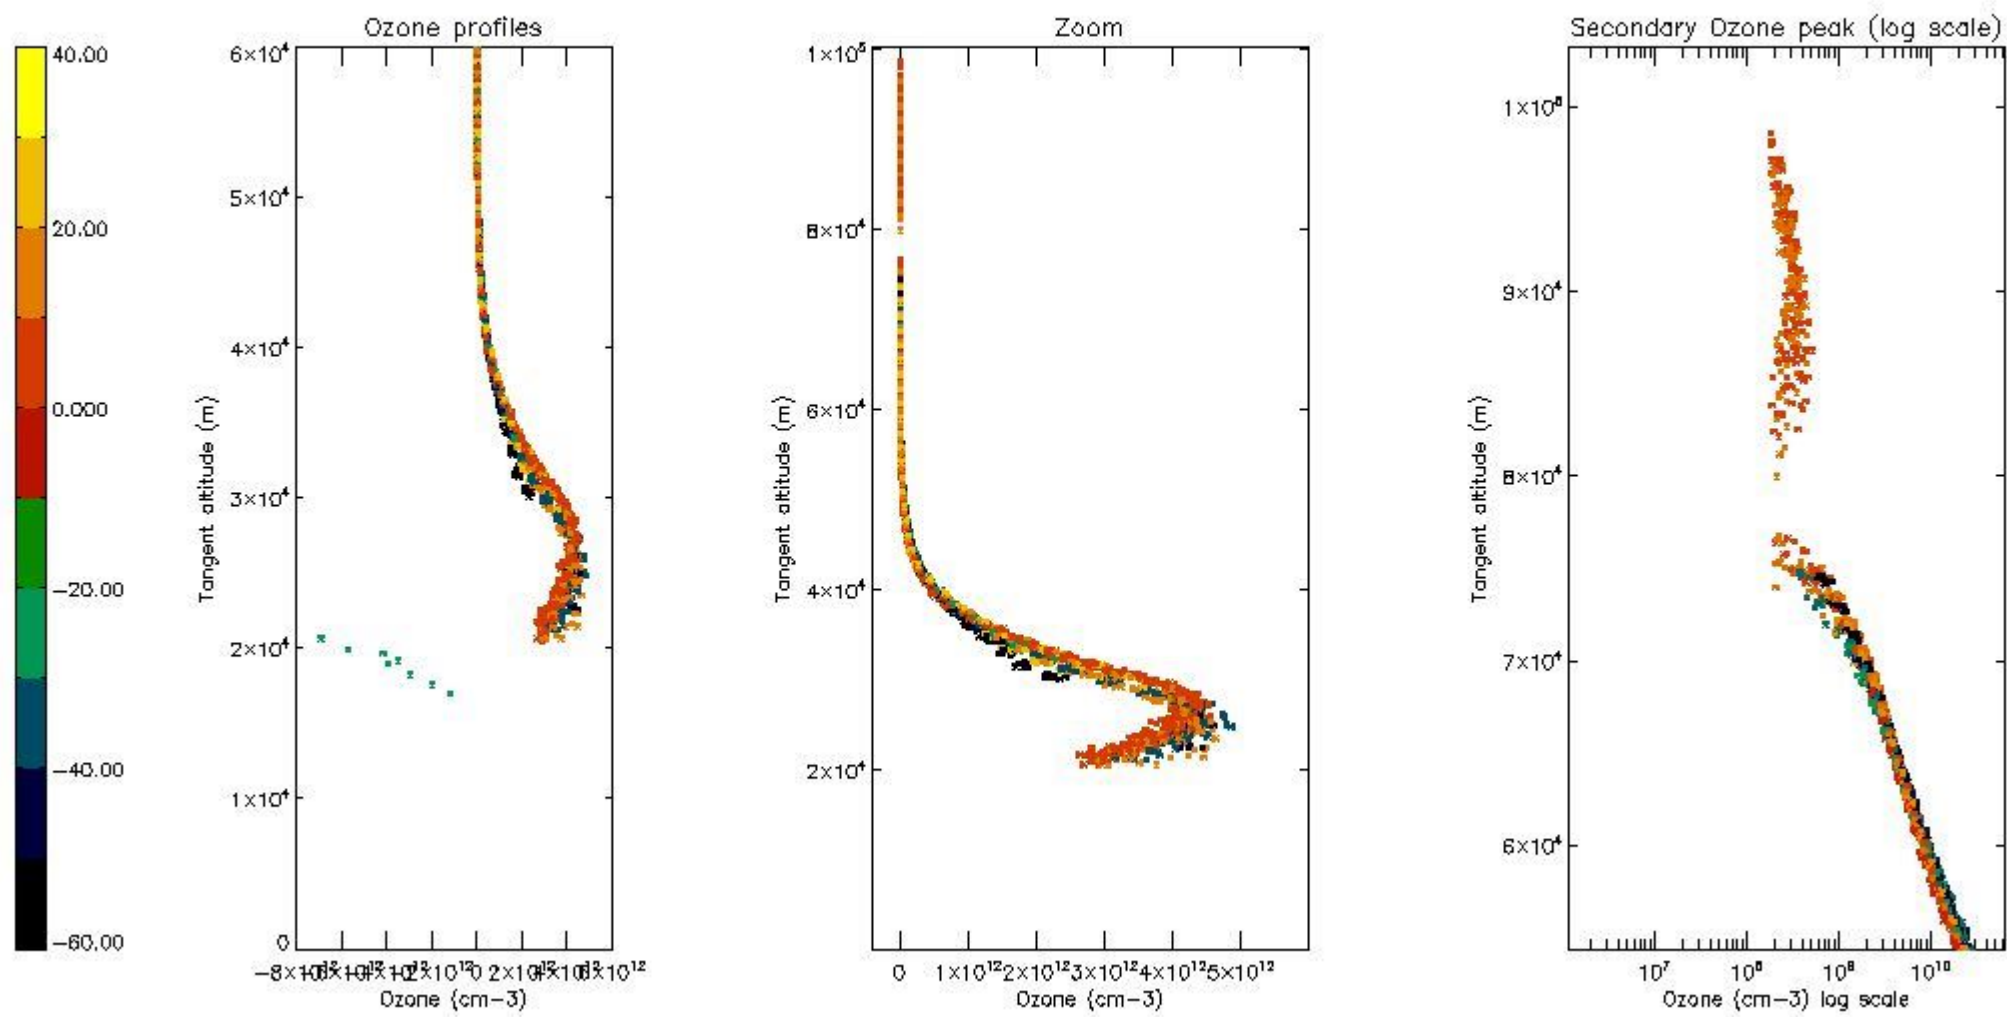 Ozone profiles
Zoom
Secondary Ozone peak (log scale)
40.00
20.00
0.000
−20.00
−40.00
−60.00
6×10⁴
5×10⁴
4×10⁴
3×10⁴
2×10⁴
1×10⁴
0
Tangent altitude (m)
0
Ozone (cm−3)
1×10⁵
8×10⁴
6×10⁴
4×10⁴
2×10⁴
Tangent altitude (m)
0 1×10¹² 2×10¹² 3×10¹² 4×10¹² 5×10¹²
Ozone (cm−3)
9×10⁴
8×10⁴
7×10⁴
6×10⁴
Tangent altitude (m)
10⁷ 10⁸ 10⁹ 10¹⁰
Ozone (cm−3) log scale